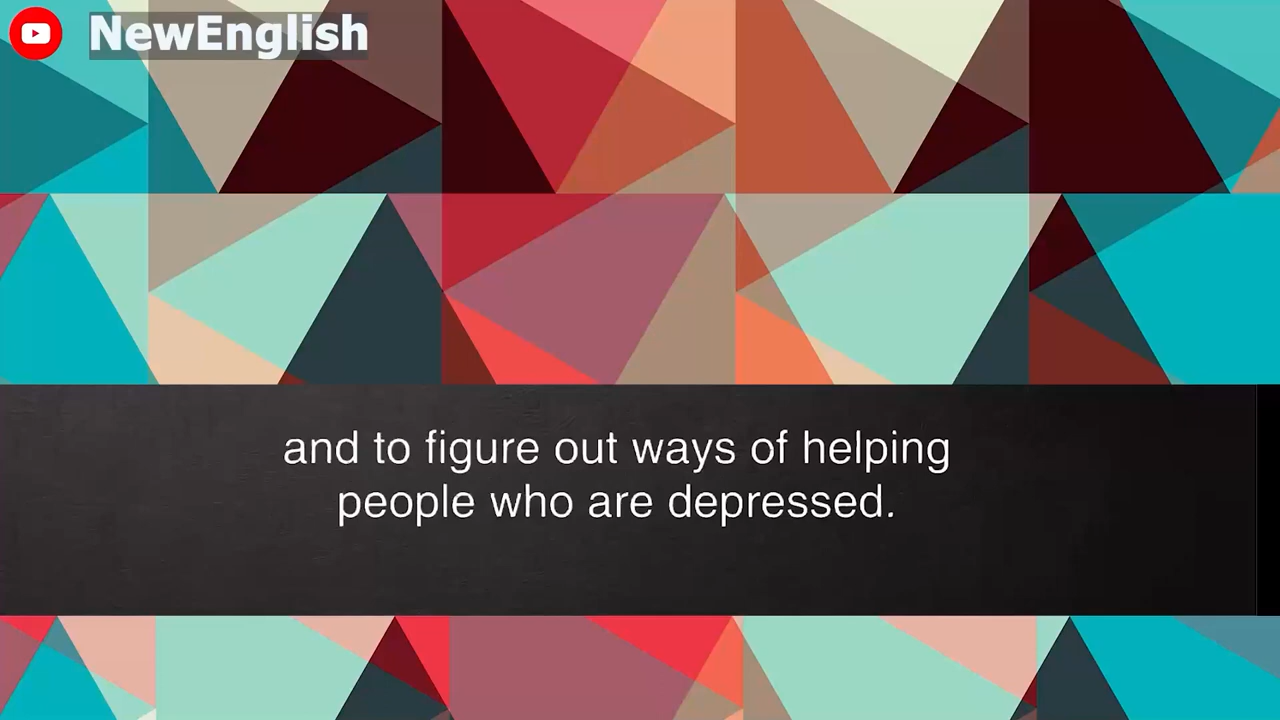 NewEnglish
and to figure out ways of helping
people who are depressed.